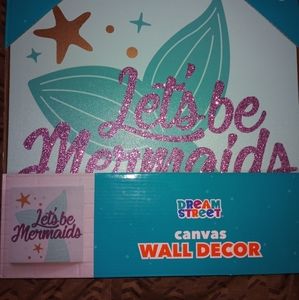 Let's be
Mermaids
Let's be
Mermaids
DREAM
STREET
canvas
WALL DECOR